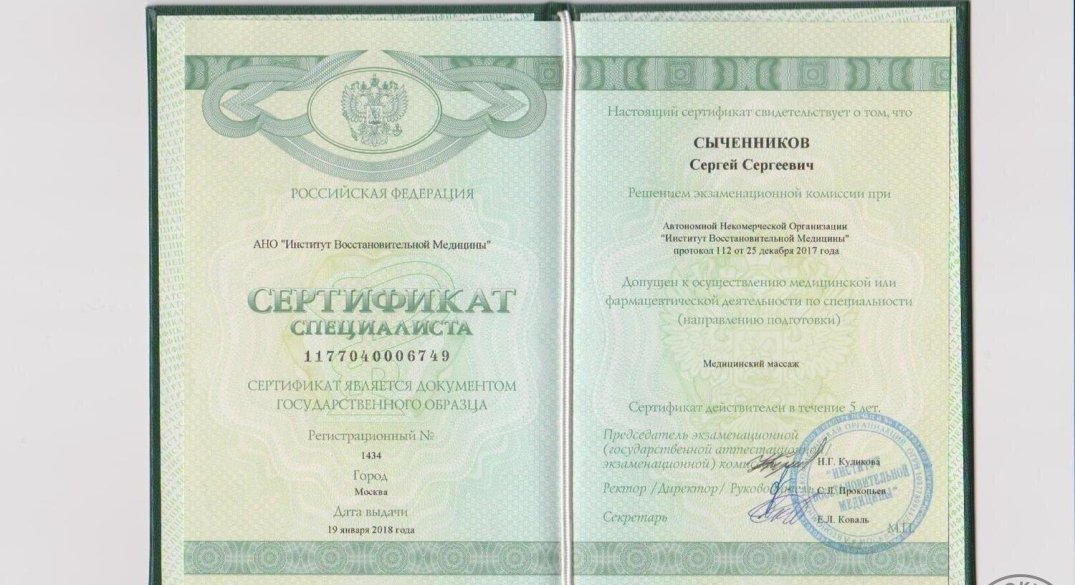 РОССИЙСКАЯ ФЕДЕРАЦИЯ
АНО "Институт Восстановительной Медицины"
СЕРТИФИКАТ
СПЕЦИАЛИСТА
1177040006749
СЕРТИФИКАТ ЯВЛЯЕТСЯ ДОКУМЕНТОМ
ГОСУДАРСТВЕННОГО ОБРАЗЦА
Регистрационный №
1434
Город
Москва
Дата выдачи
19 января 2018 года
Настоящий сертификат свидетельствует о том, что
СЫЧЕННИКОВ
Сергей Сергеевич
Решением экзаменационной комиссии при
Автономной Некомерческой Организации
"Институт Восстановительной Медицины"
протокол 112 от 25 декабря 2017 года
Допущен к осуществлению медицинской или
фармацевтической деятельности по специальности
(направлению подготовки)
Медицинский массаж
Сертификат действителен в течение 5 лет.
Председатель экзаменационной
(государственной аттестационной/
экзаменационной) комиссии Н.Г. Куликова
Ректор /Директор/ Руководитель С.Л. Прокопьев
Секретарь Е.Л. Коваль
М.П.
"ИНСТИТУТ
ВОССТАНОВИТЕЛЬНОЙ
МЕДИЦИНЫ"